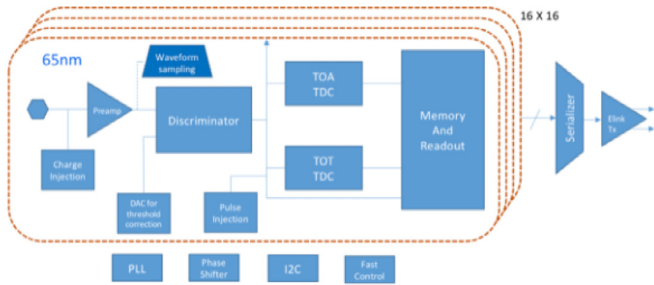 16 X 16
65nm
Waveform
sampling
TOA
TDC
Preamp
Discriminator
Memory
And
Readout
Serializer
Elink
Tx
Charge
Injection
TOT
TDC
DAC for
threshold
correction
Pulse
Injection
PLL
Phase
Shifter
I2C
Fast
Control